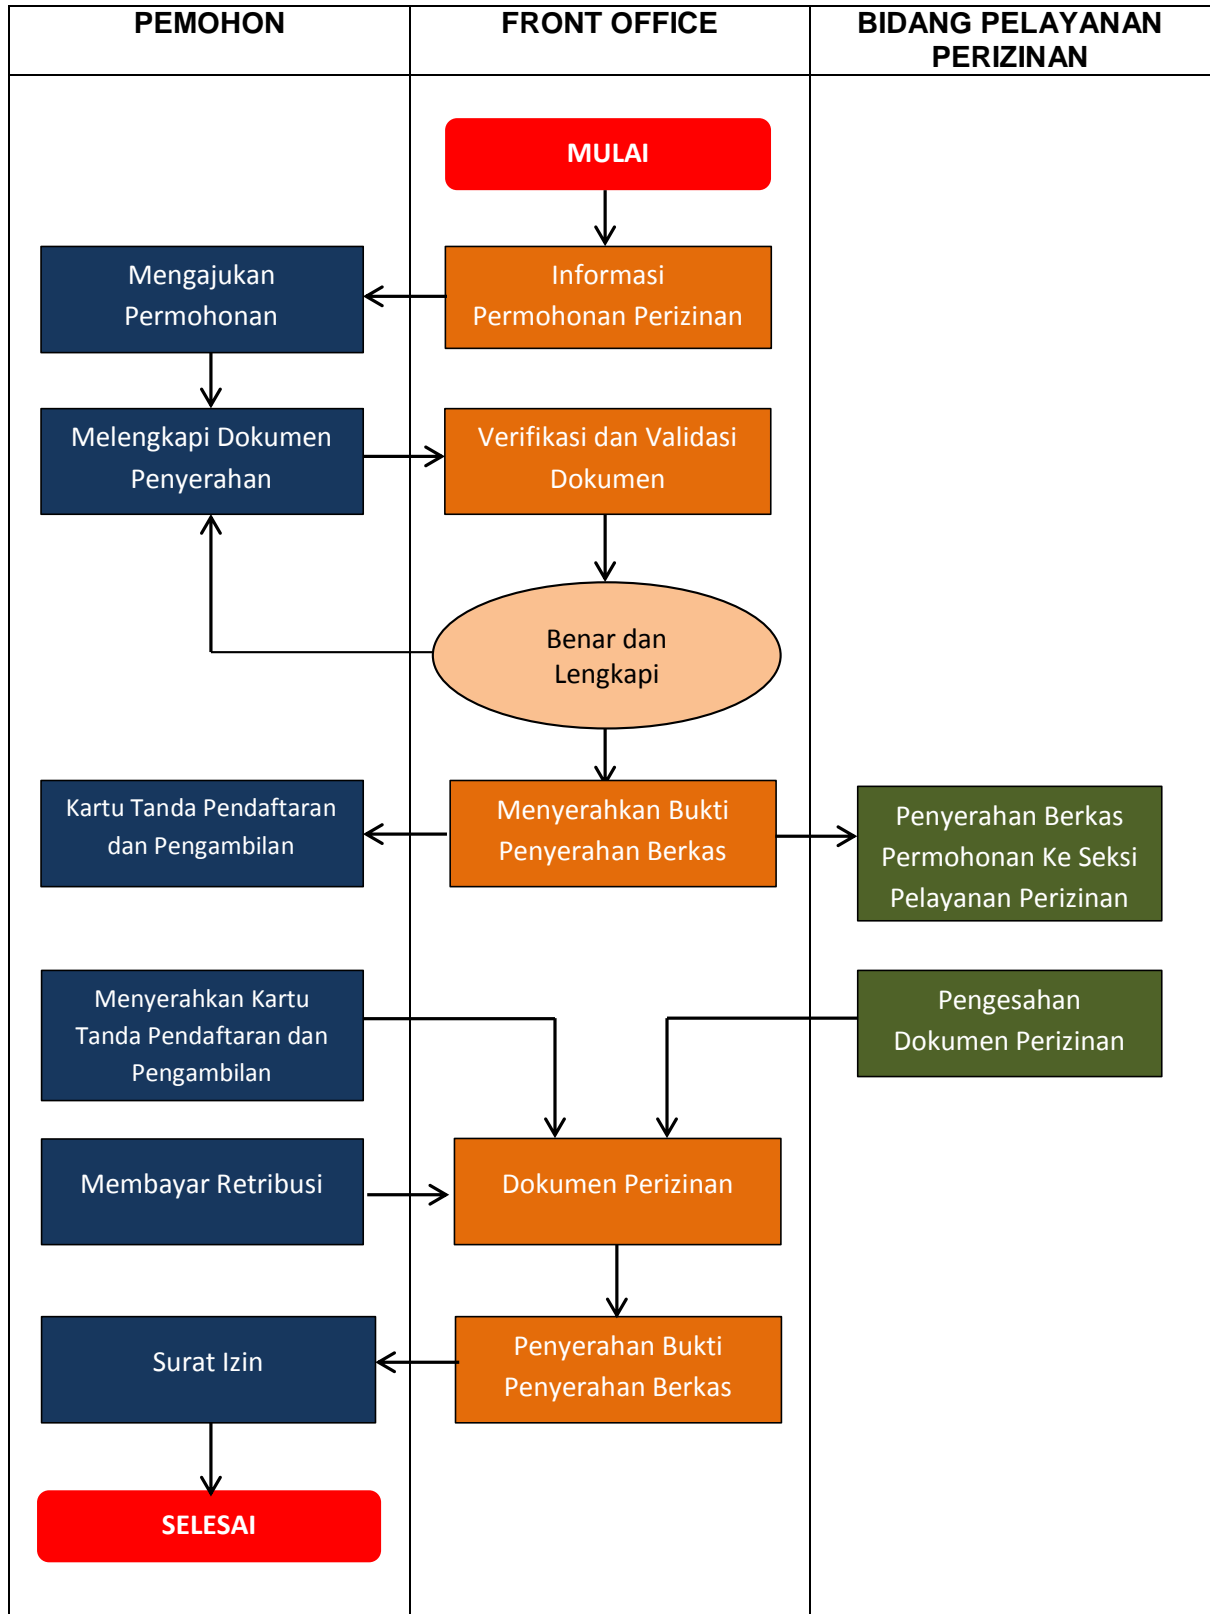 PEMOHON
FRONT OFFICE
BIDANG PELAYANAN
PERIZINAN
MULAI
Mengajukan
Permohonan
Informasi
Permohonan Perizinan
Melengkapi Dokumen
Penyerahan
Verifikasi dan Validasi
Dokumen
Benar dan
Lengkapi
Kartu Tanda Pendaftaran
dan Pengambilan
Menyerahkan Bukti
Penyerahan Berkas
Penyerahan Berkas
Permohonan Ke Seksi
Pelayanan Perizinan
Menyerahkan Kartu
Tanda Pendaftaran dan
Pengambilan
Pengesahan
Dokumen Perizinan
Membayar Retribusi
Dokumen Perizinan
Surat Izin
Penyerahan Bukti
Penyerahan Berkas
SELESAI